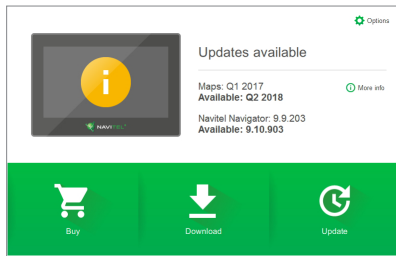 Options
Updates available
Maps: Q1 2017
Available: Q2 2018
More info
Navitel Navigator: 9.9.203
Available: 9.10.903
NAVITEL
Buy
Download
Update